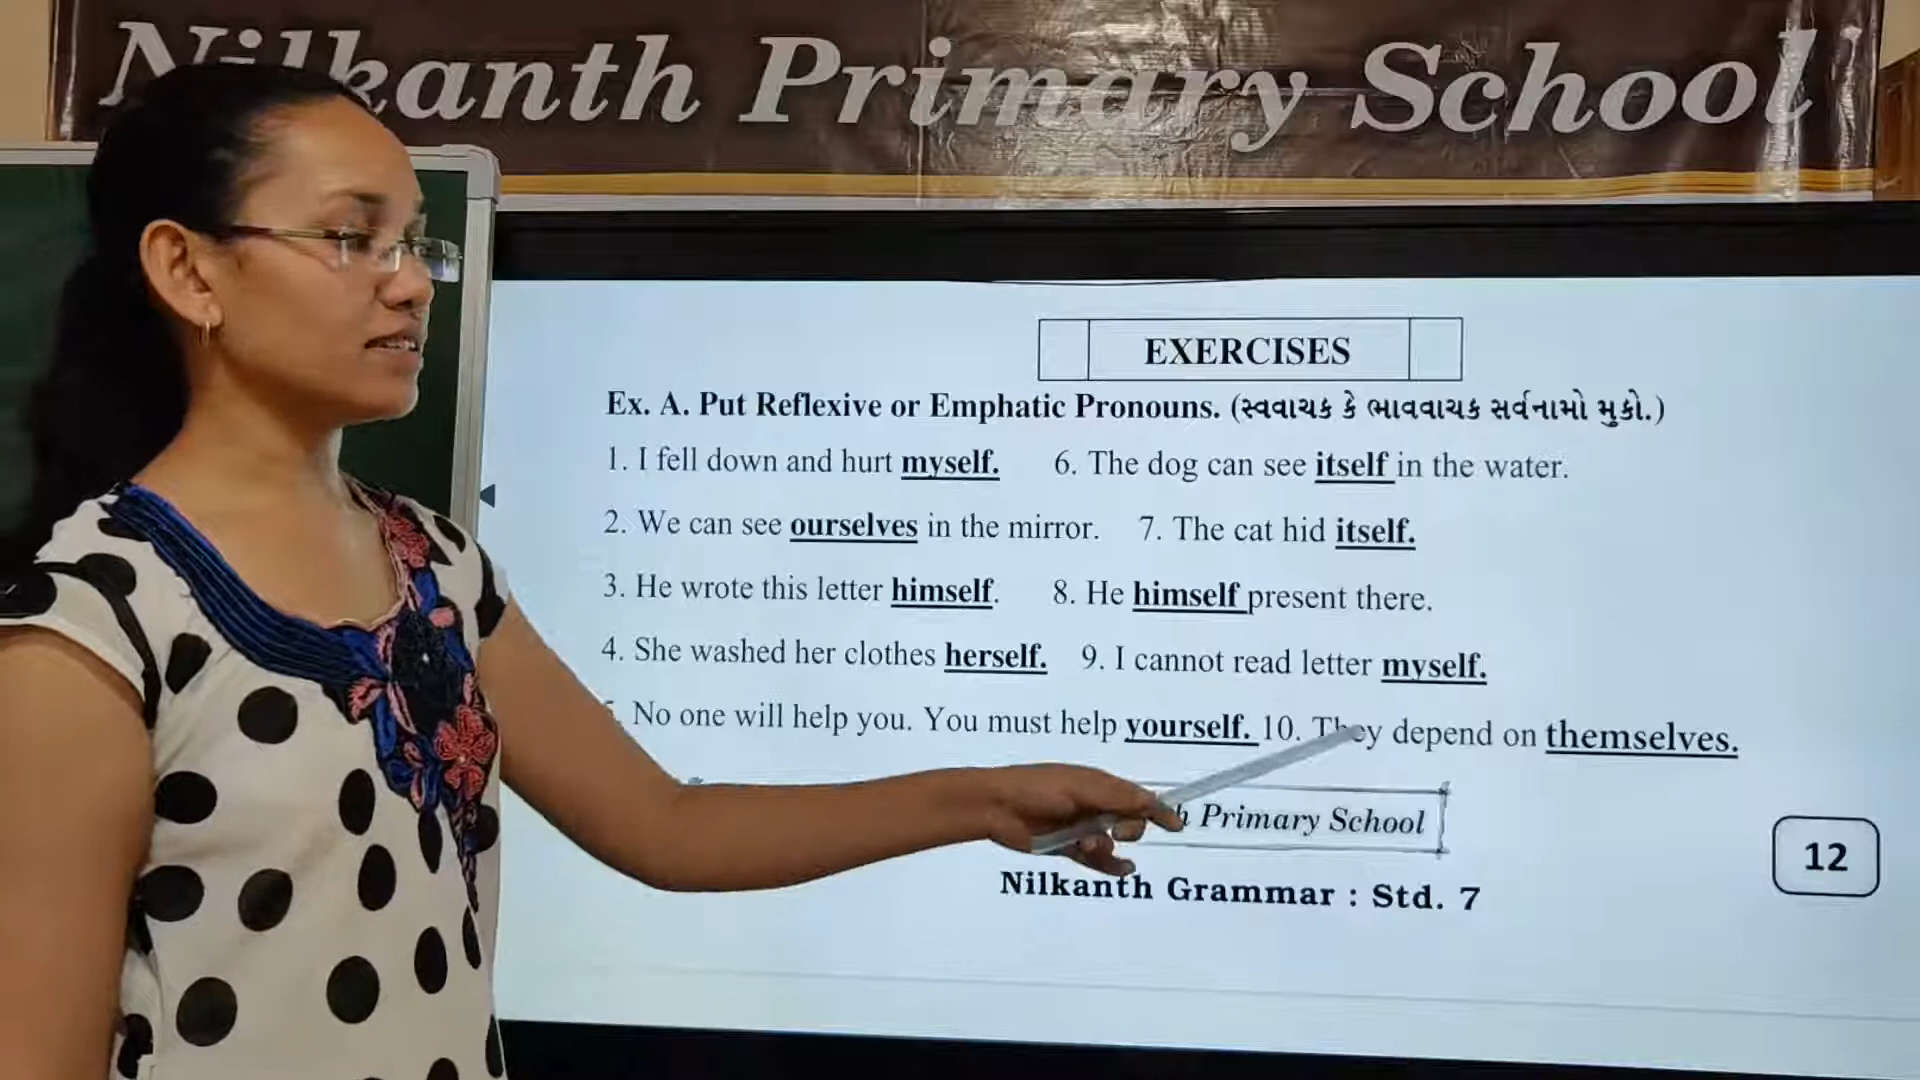 Nilkanth Primary School
EXERCISES
Ex. A. Put Reflexive or Emphatic Pronouns. (સ્વવાચક કે ભાવવાચક સર્વનામો મુકો.)
1. I fell down and hurt myself. 6. The dog can see itself in the water.
2. We can see ourselves in the mirror. 7. The cat hid itself.
3. He wrote this letter himself. 8. He himself present there.
4. She washed her clothes herself. 9. I cannot read letter myself.
No one will help you. You must help yourself. 10. They depend on themselves.
Primary School
12
Nilkanth Grammar : Std. 7